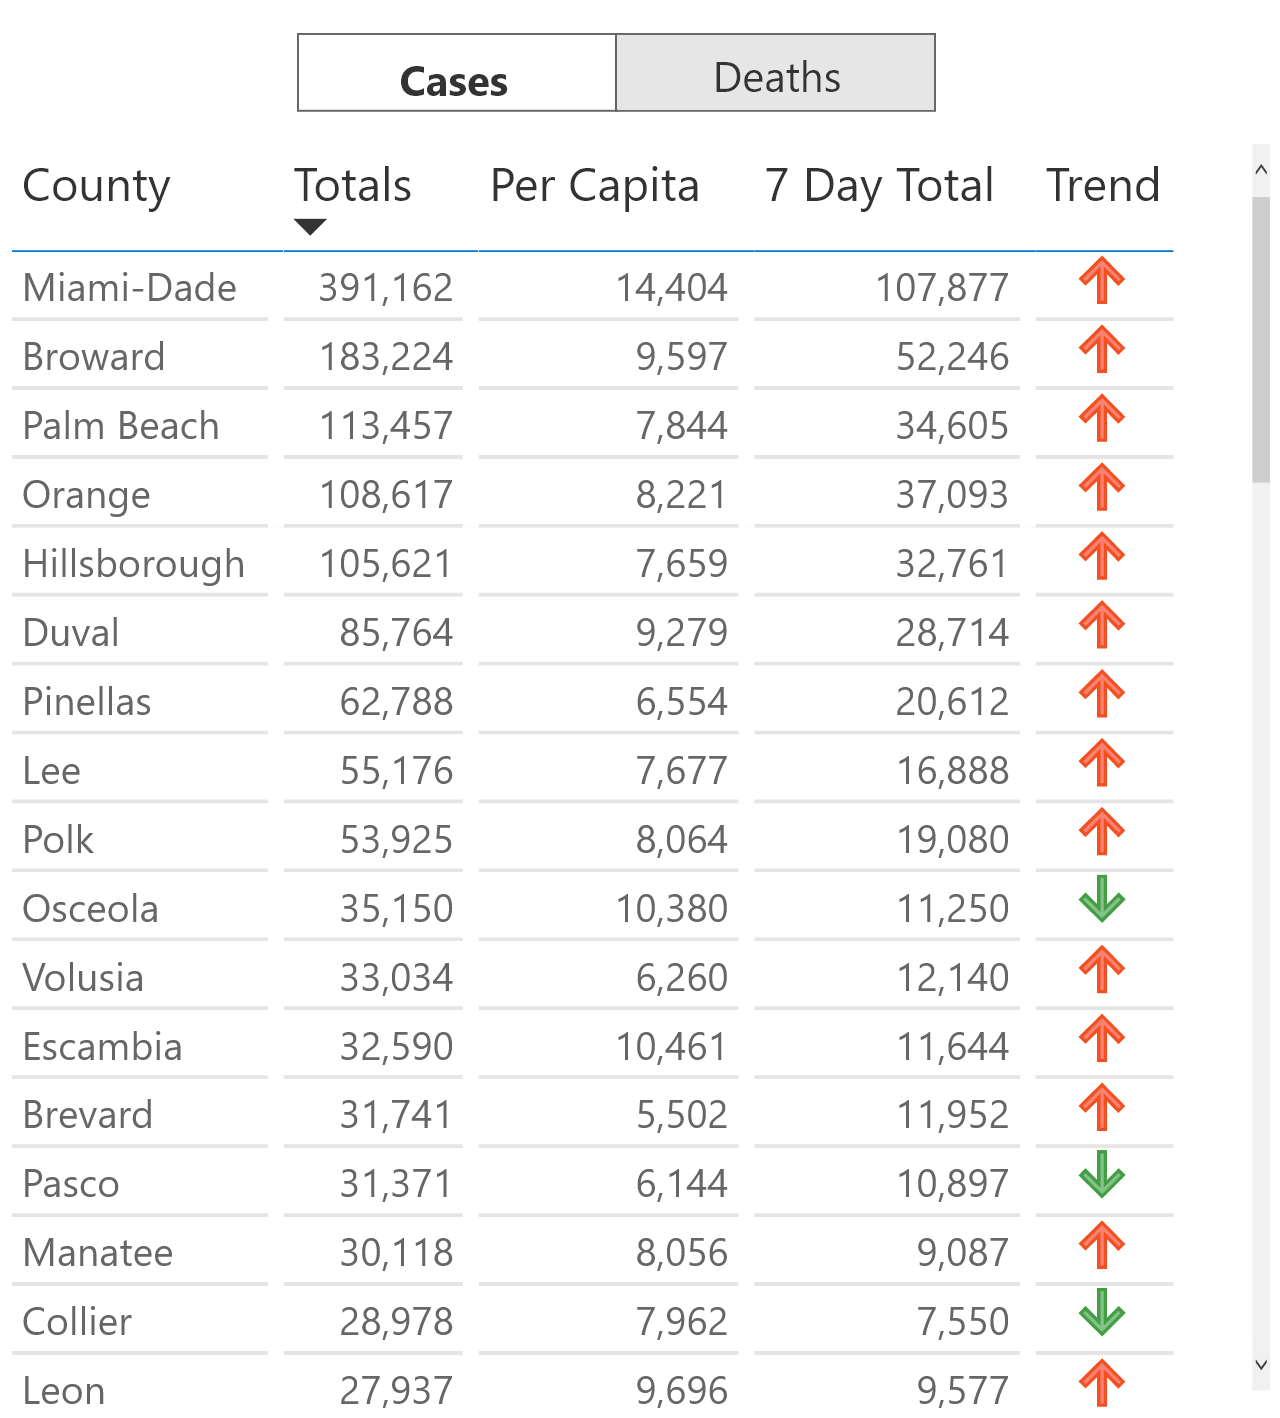 Cases Deaths
County Totals Per Capita 7 Day Total Trend
Miami-Dade 391,162 14,404 107,877
Broward 183,224 9,597 52,246
Palm Beach 113,457 7,844 34,605
Orange 108,617 8,221 37,093
Hillsborough 105,621 7,659 32,761
Duval 85,764 9,279 28,714
Pinellas 62,788 6,554 20,612
Lee 55,176 7,677 16,888
Polk 53,925 8,064 19,080
Osceola 35,150 10,380 11,250
Volusia 33,034 6,260 12,140
Escambia 32,590 10,461 11,644
Brevard 31,741 5,502 11,952
Pasco 31,371 6,144 10,897
Manatee 30,118 8,056 9,087
Collier 28,978 7,962 7,550
Leon 27,937 9,696 9,577